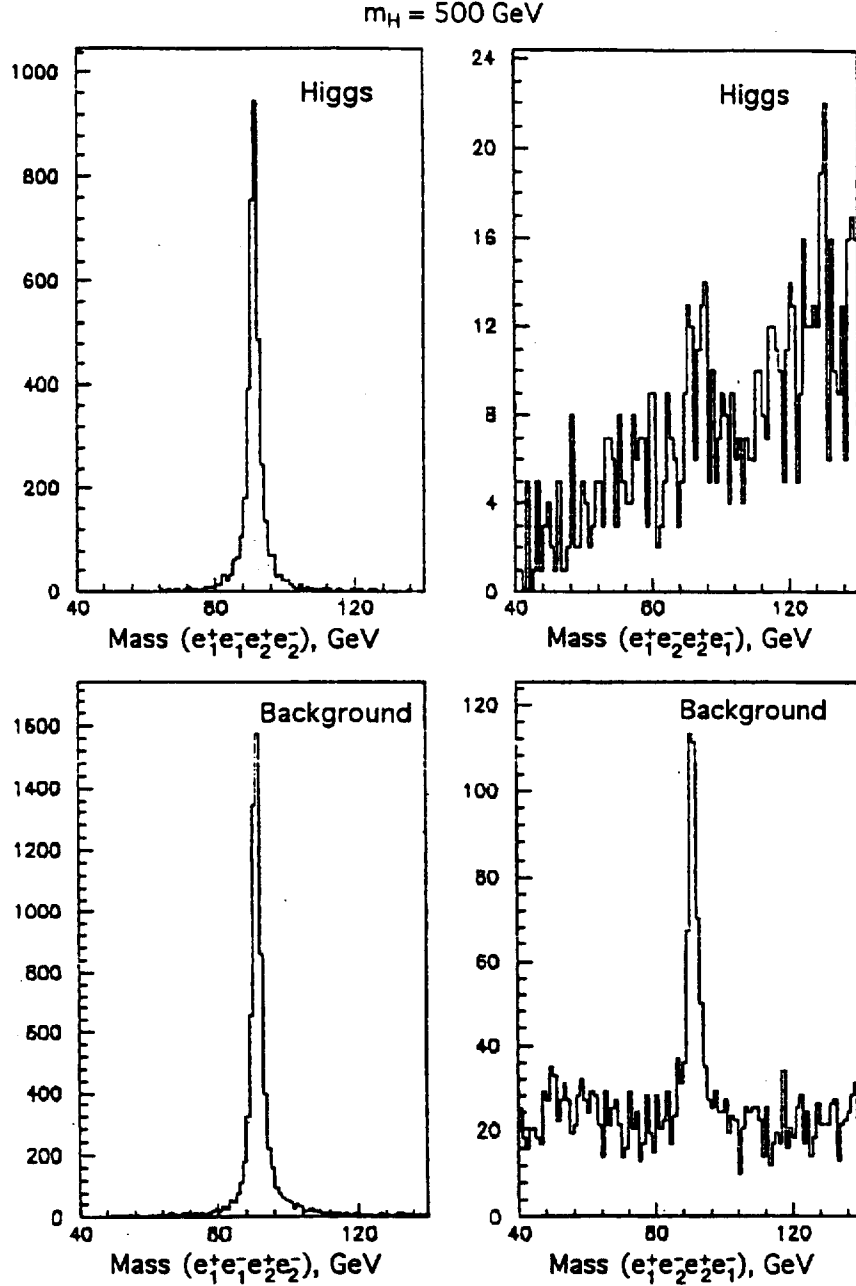 m_H = 500 GeV
Higgs
1000
800
600
400
200
0
40 80 120
Mass (e₁⁺e₁⁻e₂⁺e₂⁻), GeV
Higgs
24
22
20
18
16
12
8
4
0
40 80 120
Mass (e₁⁺e₂⁻e₂⁺e₁⁻), GeV
Background
1600
1400
1200
1000
800
600
400
200
0
40 80 120
Mass (e₁⁺e₁⁻e₂⁺e₂⁻), GeV
Background
120
100
80
60
40
20
0
40 80 120
Mass (e₁⁺e₂⁻e₂⁺e₁⁻), GeV